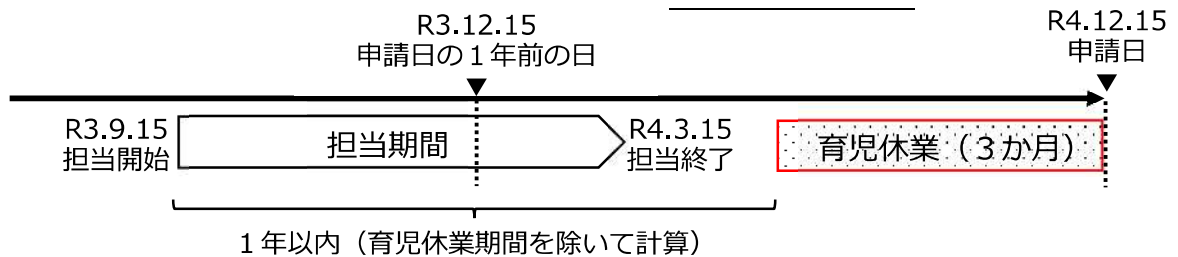 R3.12.15
申請日の１年前の日
R4.12.15
申請日
R3.9.15
担当開始
担当期間
R4.3.15
担当終了
育児休業（３か月）
１年以内（育児休業期間を除いて計算）